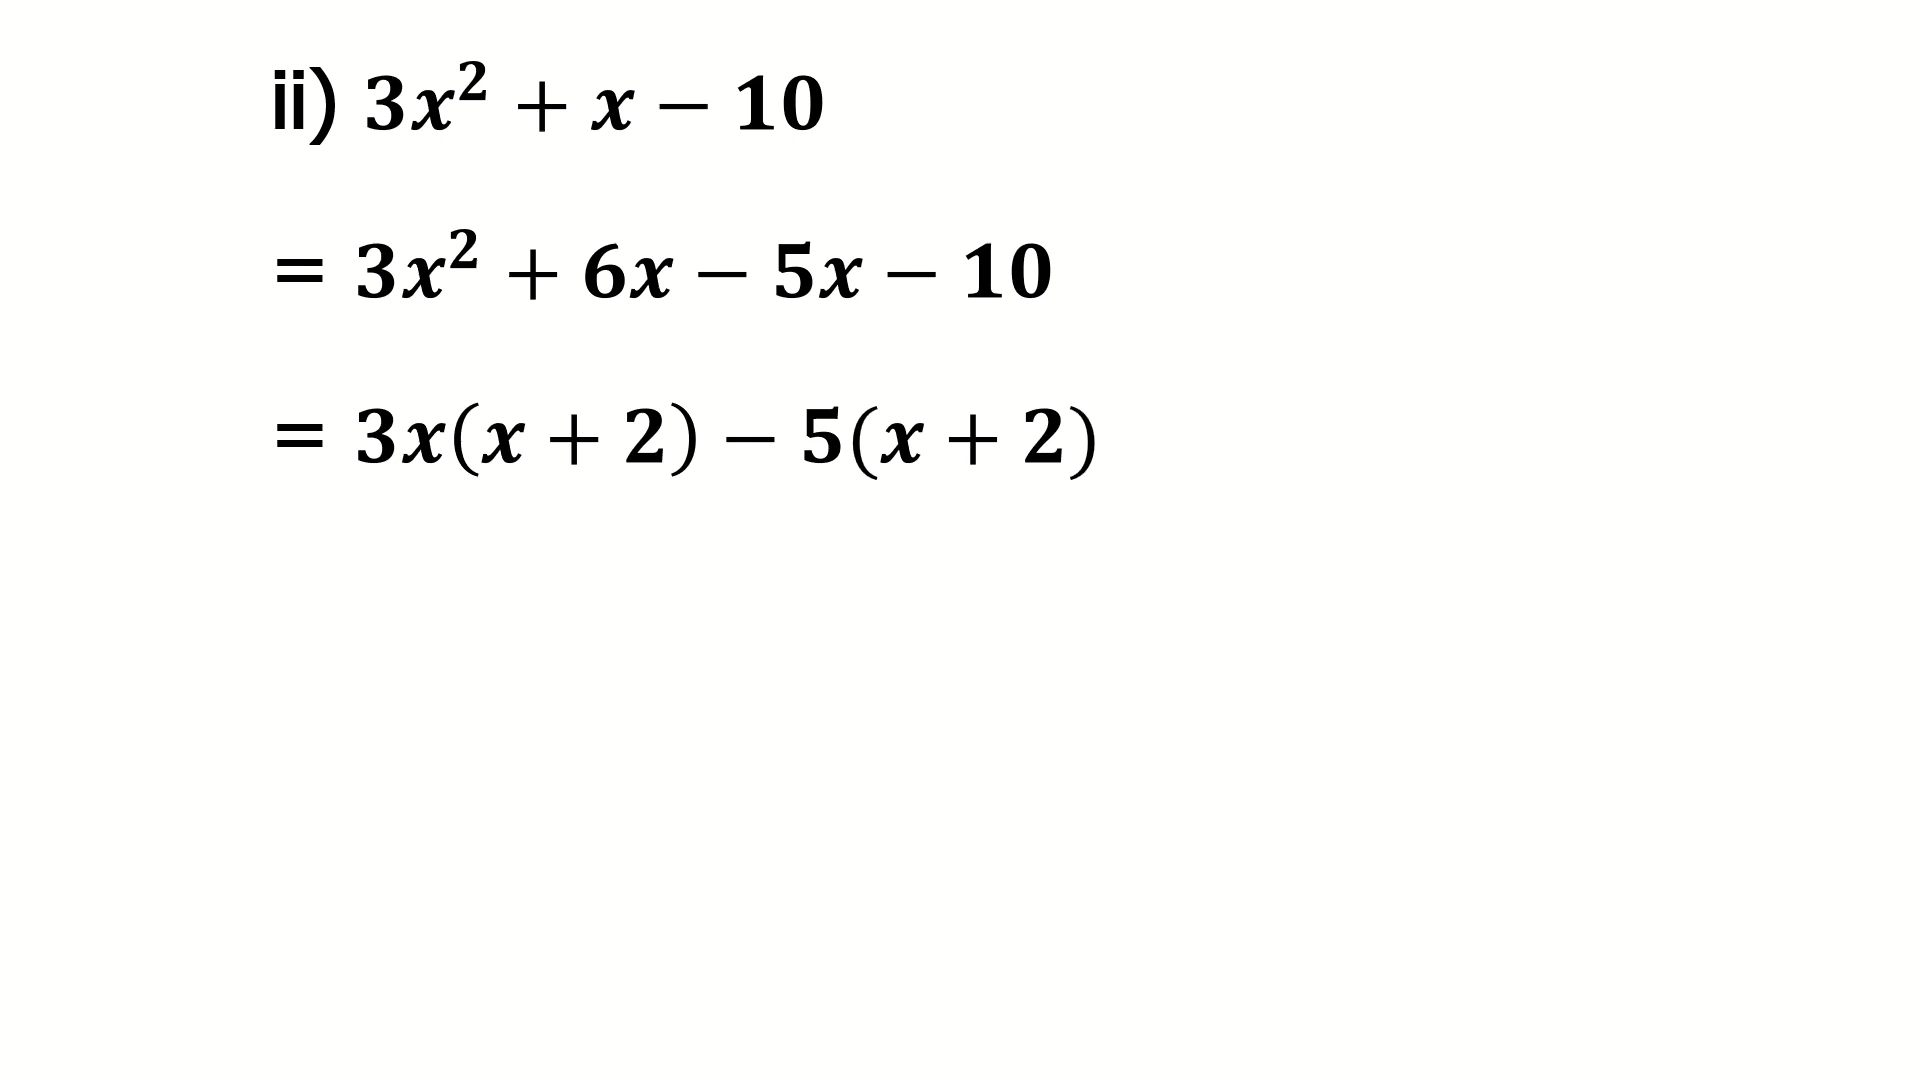 ii) 3x² + x − 10
= 3x² + 6x − 5x − 10
= 3x(x + 2) − 5(x + 2)